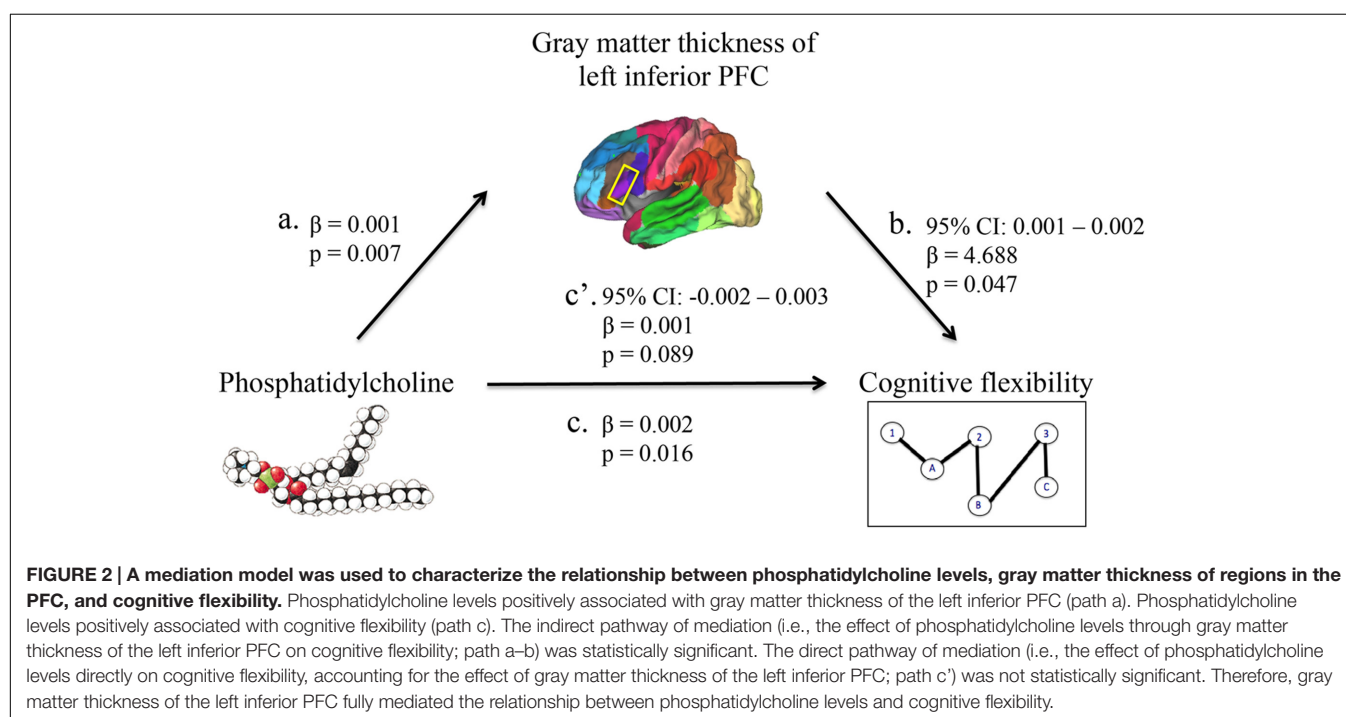 Gray matter thickness of
left inferior PFC
a. β = 0.001
p = 0.007
b. 95% CI: 0.001 – 0.002
β = 4.688
p = 0.047
c’. 95% CI: -0.002 – 0.003
β = 0.001
p = 0.089
Phosphatidylcholine
Cognitive flexibility
c. β = 0.002
p = 0.016
1
2
3
A
C
B
FIGURE 2 | A mediation model was used to characterize the relationship between phosphatidylcholine levels, gray matter thickness of regions in the
PFC, and cognitive flexibility. Phosphatidylcholine levels positively associated with gray matter thickness of the left inferior PFC (path a). Phosphatidylcholine
levels positively associated with cognitive flexibility (path c). The indirect pathway of mediation (i.e., the effect of phosphatidylcholine levels through gray matter
thickness of the left inferior PFC on cognitive flexibility; path a–b) was statistically significant. The direct pathway of mediation (i.e., the effect of phosphatidylcholine
levels directly on cognitive flexibility, accounting for the effect of gray matter thickness of the left inferior PFC; path c’) was not statistically significant. Therefore, gray
matter thickness of the left inferior PFC fully mediated the relationship between phosphatidylcholine levels and cognitive flexibility.